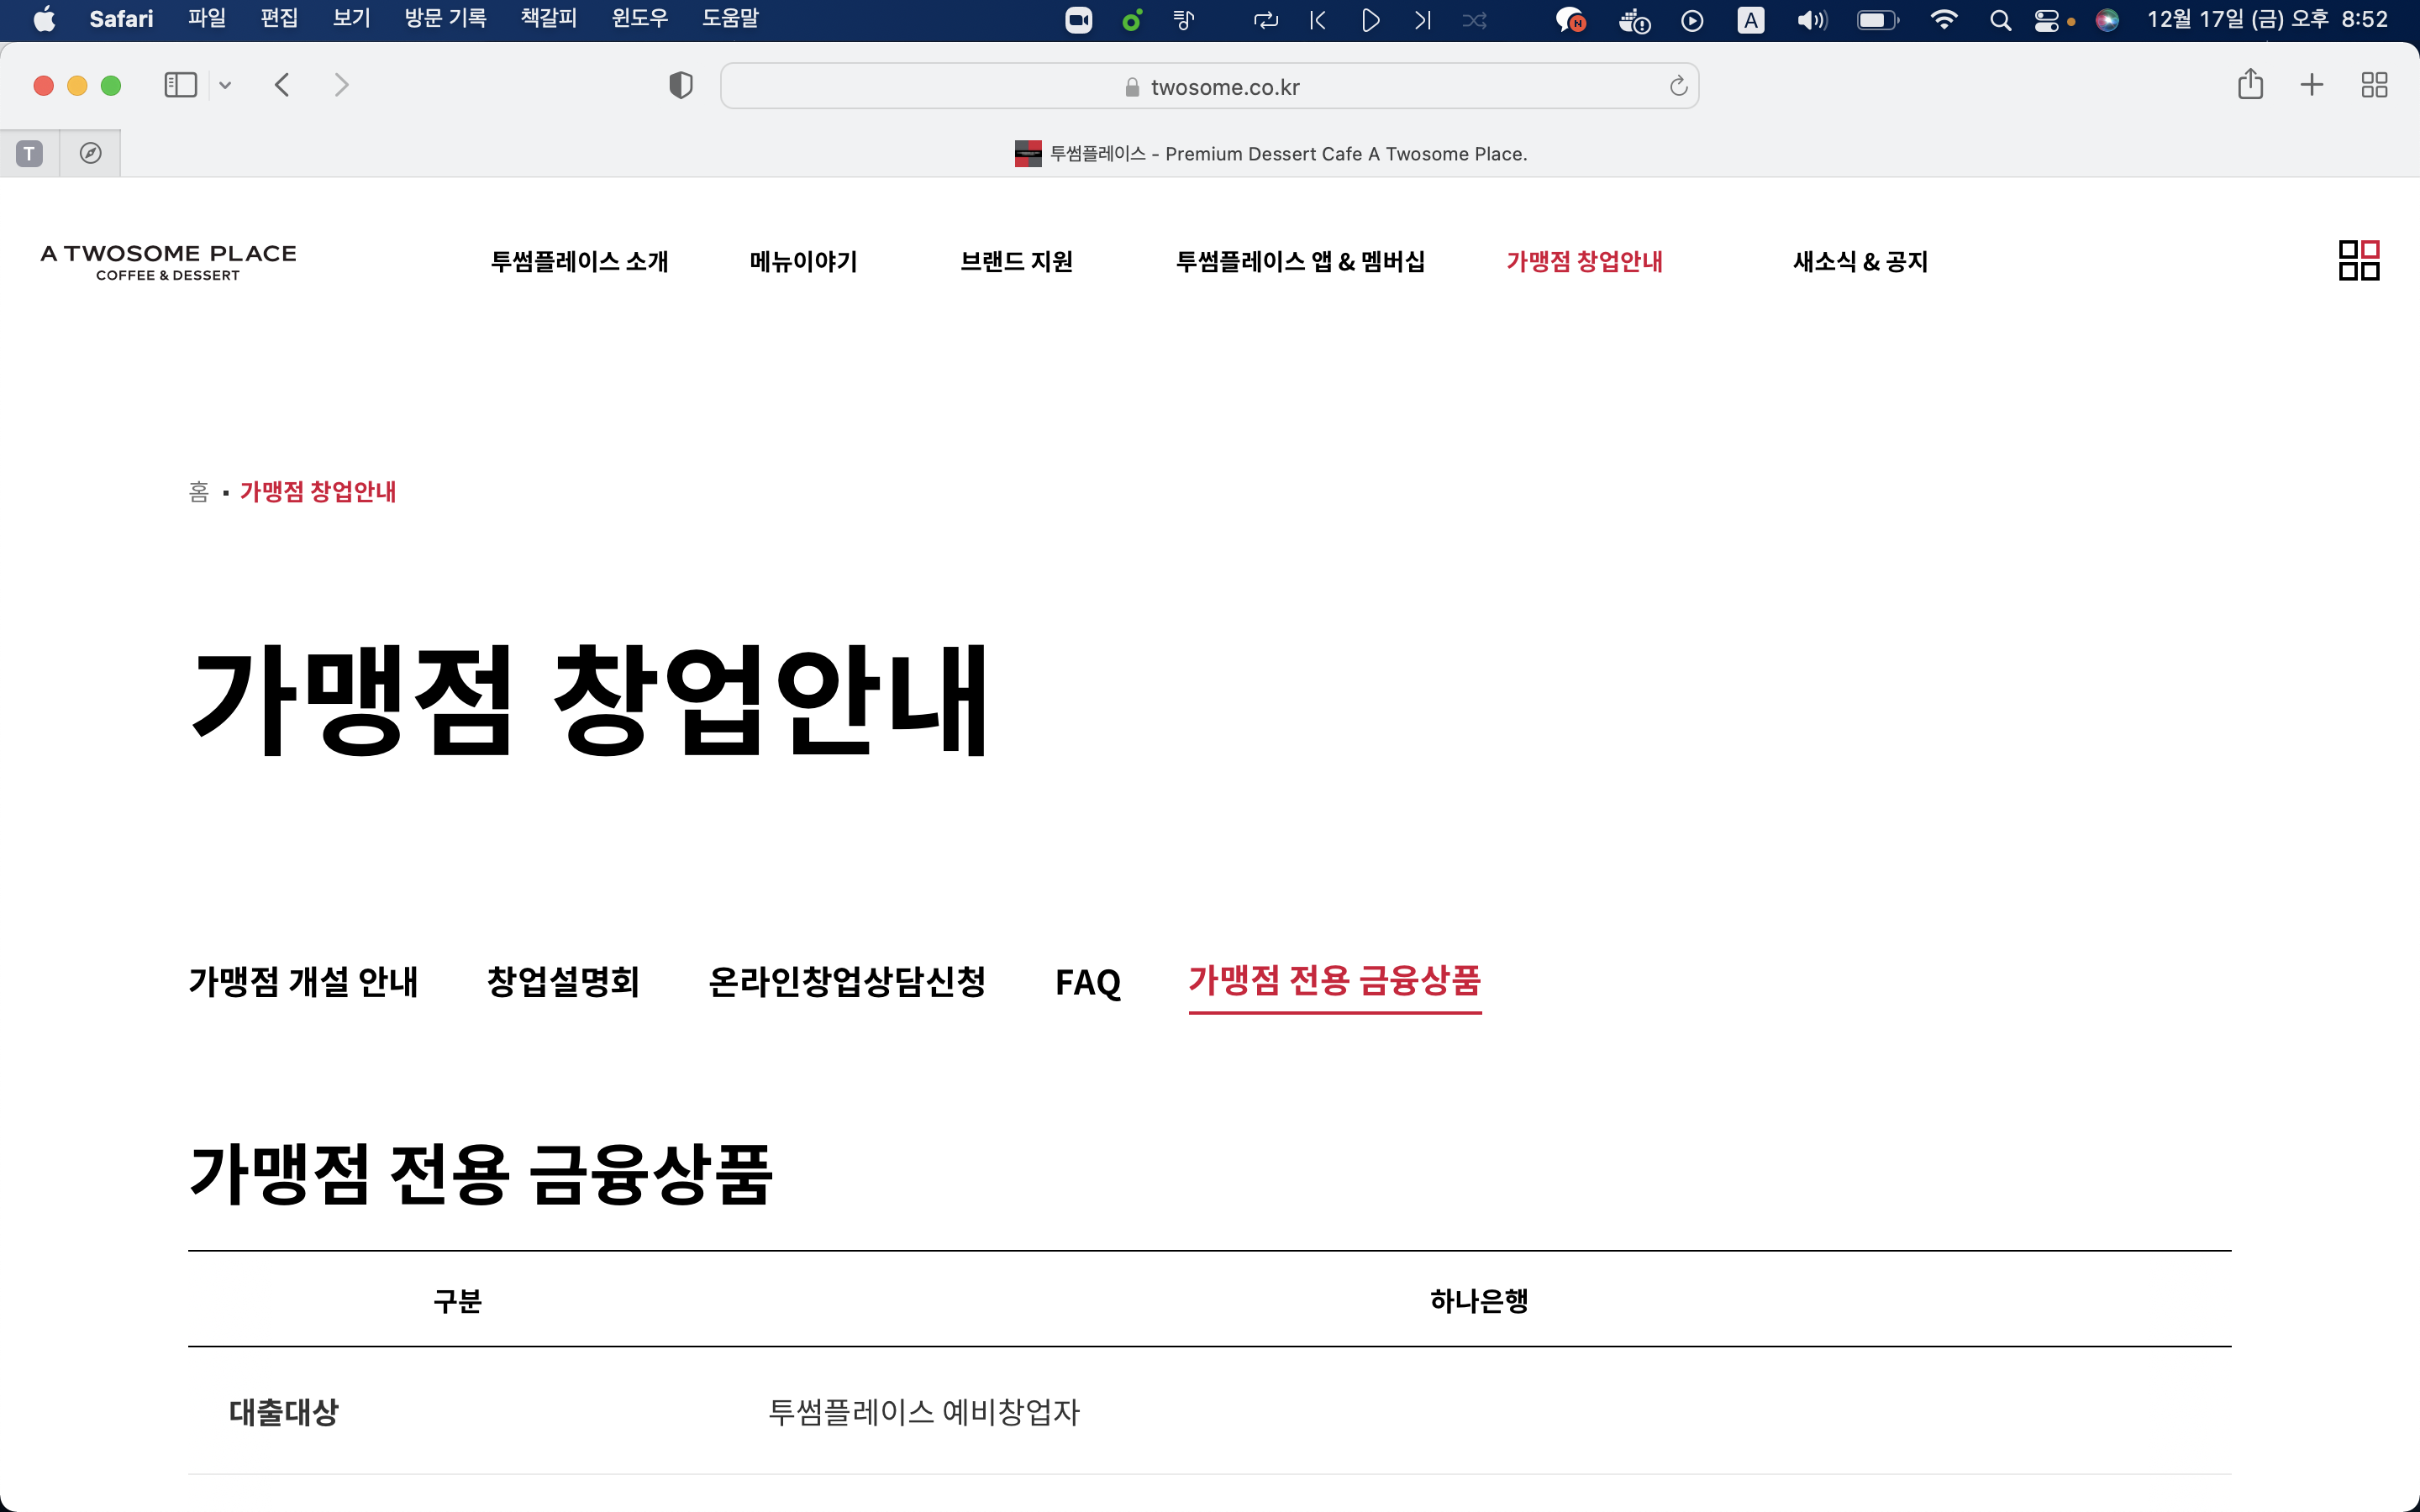 Safari 파일 편집 보기 방문 기록 책갈피 윈도우 도움말 N A 12월 17일 (금) 오후 8:52
twosome.co.kr
T 투썸플레이스 - Premium Dessert Cafe A Twosome Place.
A TWOSOME PLACE
COFFEE & DESSERT
투썸플레이스 소개 메뉴이야기 브랜드 지원 투썸플레이스 앱 & 멤버십 가맹점 창업안내 새소식 & 공지
홈 ▪ 가맹점 창업안내
가맹점 창업안내
가맹점 개설 안내 창업설명회 온라인창업상담신청 FAQ 가맹점 전용 금융상품
가맹점 전용 금융상품
구분 하나은행
대출대상 투썸플레이스 예비창업자